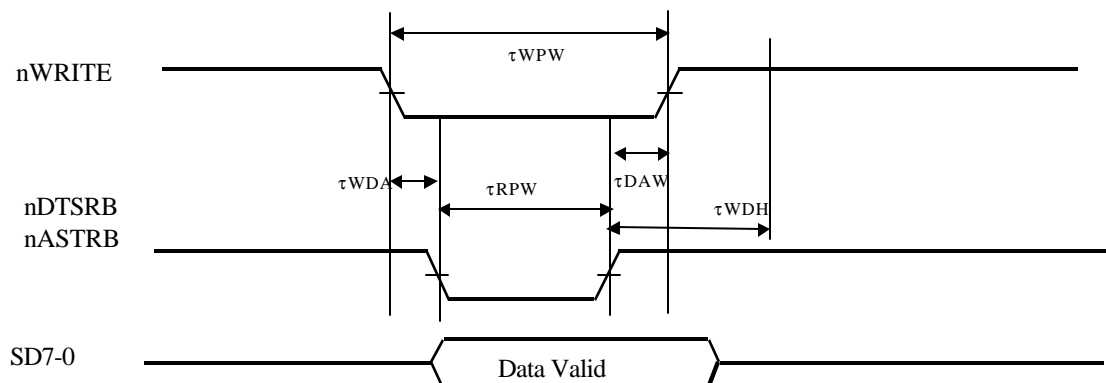 τWPW
nWRITE
τWDA
τRPW
τDAW
τWDH
nDTSRB
nASTRB
SD7-0
Data Valid